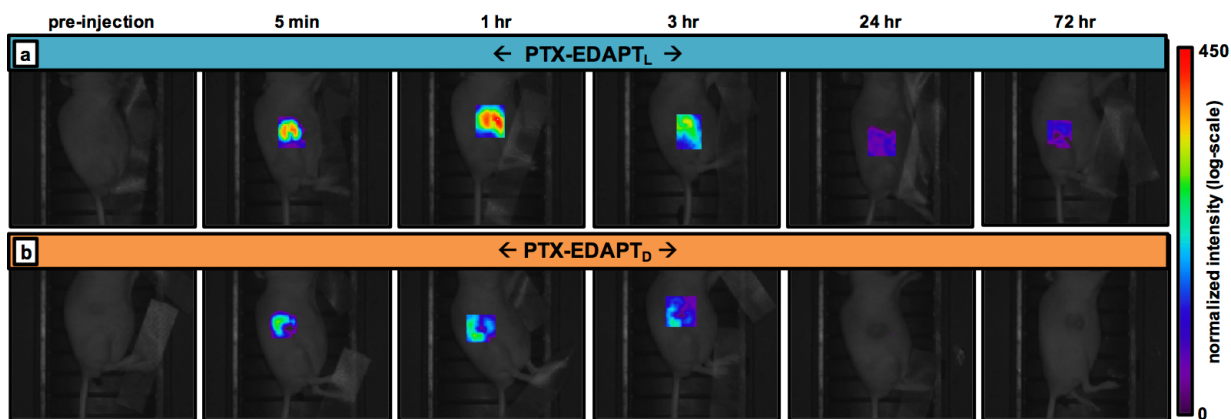 pre-injection 5 min 1 hr 3 hr 24 hr 72 hr
a ← PTX-EDAPTL →
450
b ← PTX-EDAPTD →
normalized intensity (log-scale)
0